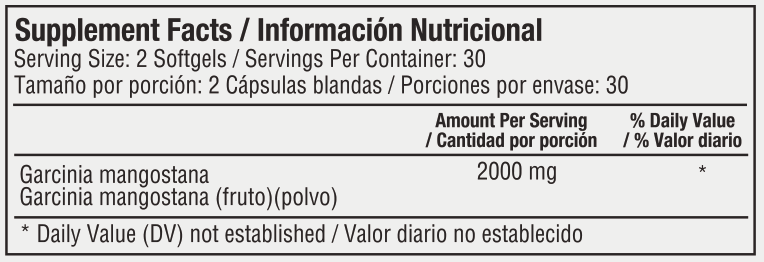 Supplement Facts / Información Nutricional
Serving Size: 2 Softgels / Servings Per Container: 30
Tamaño por porción: 2 Cápsulas blandas / Porciones por envase: 30
Amount Per Serving / Cantidad por porción
% Daily Value / % Valor diario
Garcinia mangostana 2000 mg *
Garcinia mangostana (fruto)(polvo)
* Daily Value (DV) not established / Valor diario no establecido